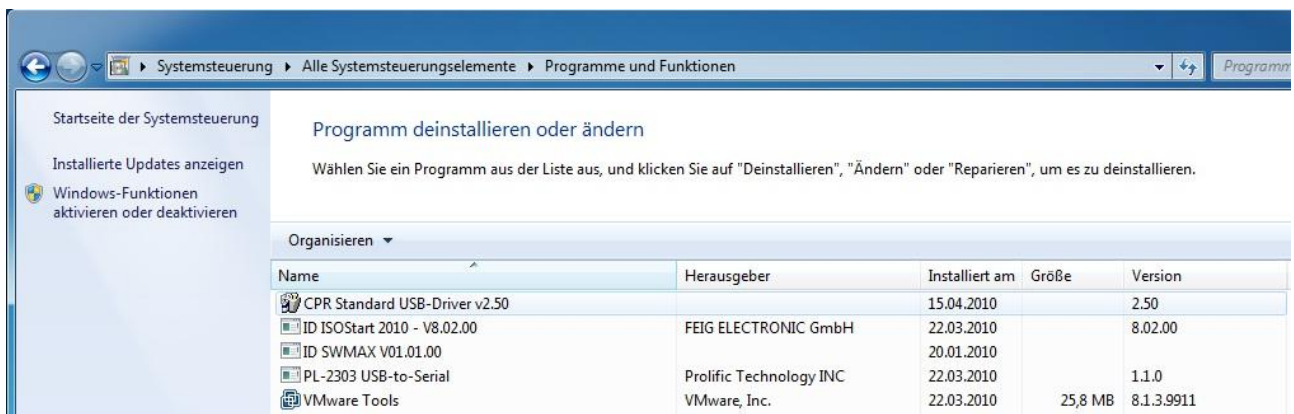 Systemsteuerung ▸ Alle Systemsteuerungselemente ▸ Programme und Funktionen
Startseite der Systemsteuerung
Installierte Updates anzeigen
Windows-Funktionen
aktivieren oder deaktivieren
Programm deinstallieren oder ändern
Wählen Sie ein Programm aus der Liste aus, und klicken Sie auf "Deinstallieren", "Ändern" oder "Reparieren", um es zu deinstallieren.
Organisieren
Name Herausgeber Installiert am Größe Version
CPR Standard USB-Driver v2.50 15.04.2010 2.50
ID ISOStart 2010 - V8.02.00 FEIG ELECTRONIC GmbH 22.03.2010 8.02.00
ID SWMAX V01.01.00 20.01.2010
PL-2303 USB-to-Serial Prolific Technology INC 22.03.2010 1.1.0
VMware Tools VMware, Inc. 22.03.2010 25,8 MB 8.1.3.9911